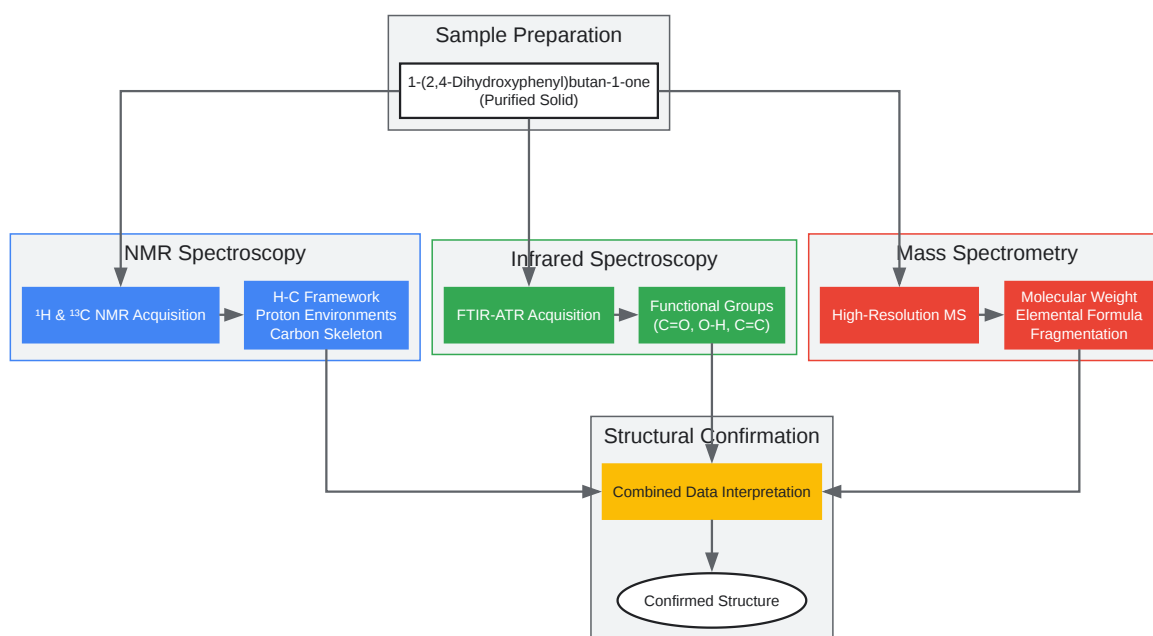 Sample Preparation
1-(2,4-Dihydroxyphenyl)butan-1-one
(Purified Solid)
NMR Spectroscopy
¹H & ¹³C NMR Acquisition
H-C Framework
Proton Environments
Carbon Skeleton
Infrared Spectroscopy
FTIR-ATR Acquisition
Functional Groups
(C=O, O-H, C=C)
Mass Spectrometry
High-Resolution MS
Molecular Weight
Elemental Formula
Fragmentation
Structural Confirmation
Combined Data Interpretation
Confirmed Structure